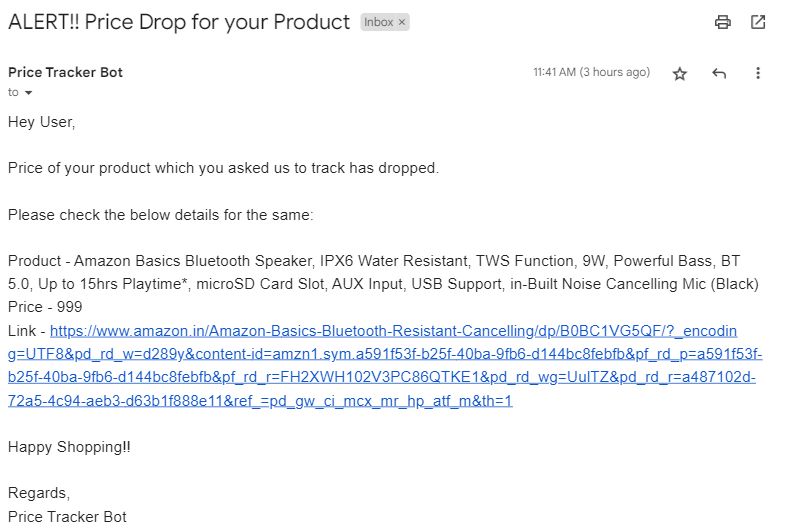 ALERT!! Price Drop for your Product Inbox ×
Price Tracker Bot 11:41 AM (3 hours ago)
to
Hey User,
Price of your product which you asked us to track has dropped.
Please check the below details for the same:
Product - Amazon Basics Bluetooth Speaker, IPX6 Water Resistant, TWS Function, 9W, Powerful Bass, BT
5.0, Up to 15hrs Playtime*, microSD Card Slot, AUX Input, USB Support, in-Built Noise Cancelling Mic (Black)
Price - 999
Link - https://www.amazon.in/Amazon-Basics-Bluetooth-Resistant-Cancelling/dp/B0BC1VG5QF/?_encodin
g=UTF8&pd_rd_w=d289y&content-id=amzn1.sym.a591f53f-b25f-40ba-9fb6-d144bc8febfb&pf_rd_p=a591f53f-
b25f-40ba-9fb6-d144bc8febfb&pf_rd_r=FH2XWH102V3PC86QTKE1&pd_rd_wg=UulTZ&pd_rd_r=a487102d-
72a5-4c94-aeb3-d63b1f888e11&ref_=pd_gw_ci_mcx_mr_hp_atf_m&th=1
Happy Shopping!!
Regards,
Price Tracker Bot